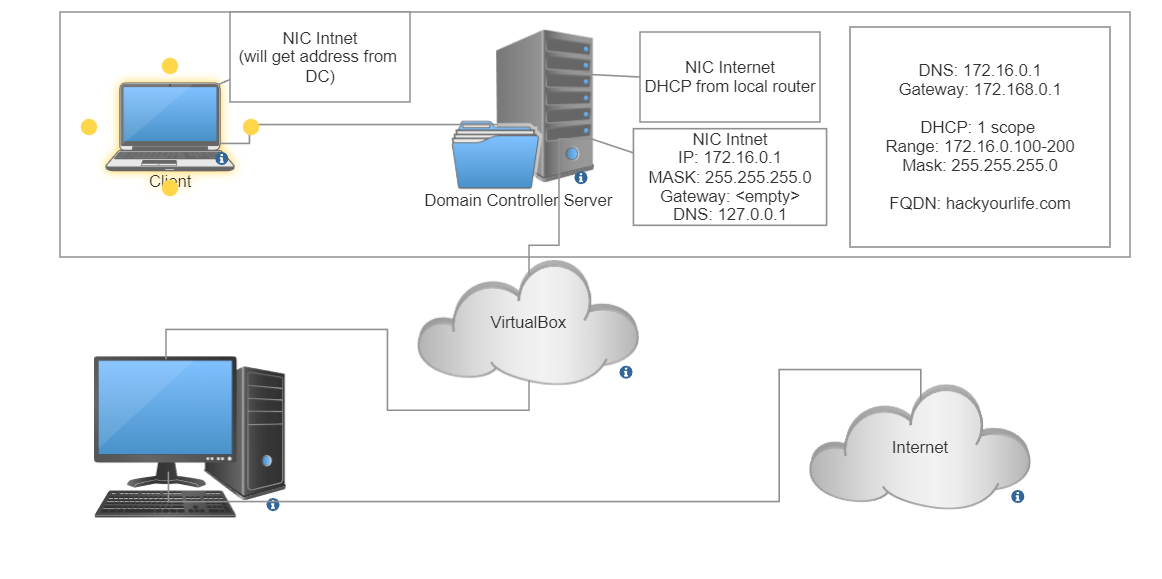 NIC Intnet
(will get address from
DC)
Client
Domain Controller Server
NIC Internet
DHCP from local router
NIC Intnet
IP: 172.16.0.1
MASK: 255.255.255.0
Gateway: <empty>
DNS: 127.0.0.1
DNS: 172.16.0.1
Gateway: 172.168.0.1
DHCP: 1 scope
Range: 172.16.0.100-200
Mask: 255.255.255.0
FQDN: hackyourlife.com
VirtualBox
Internet